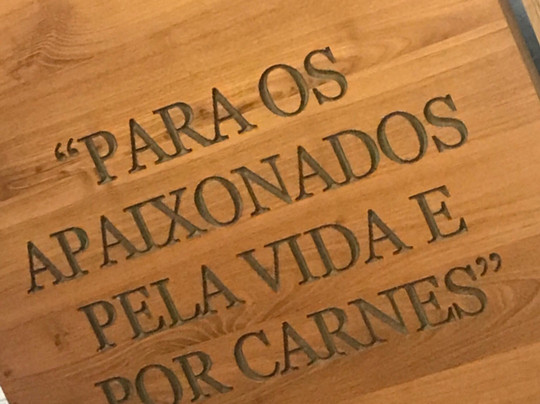 “PARA OS
APAIXONADOS
PELA VIDA E
POR CARNES”